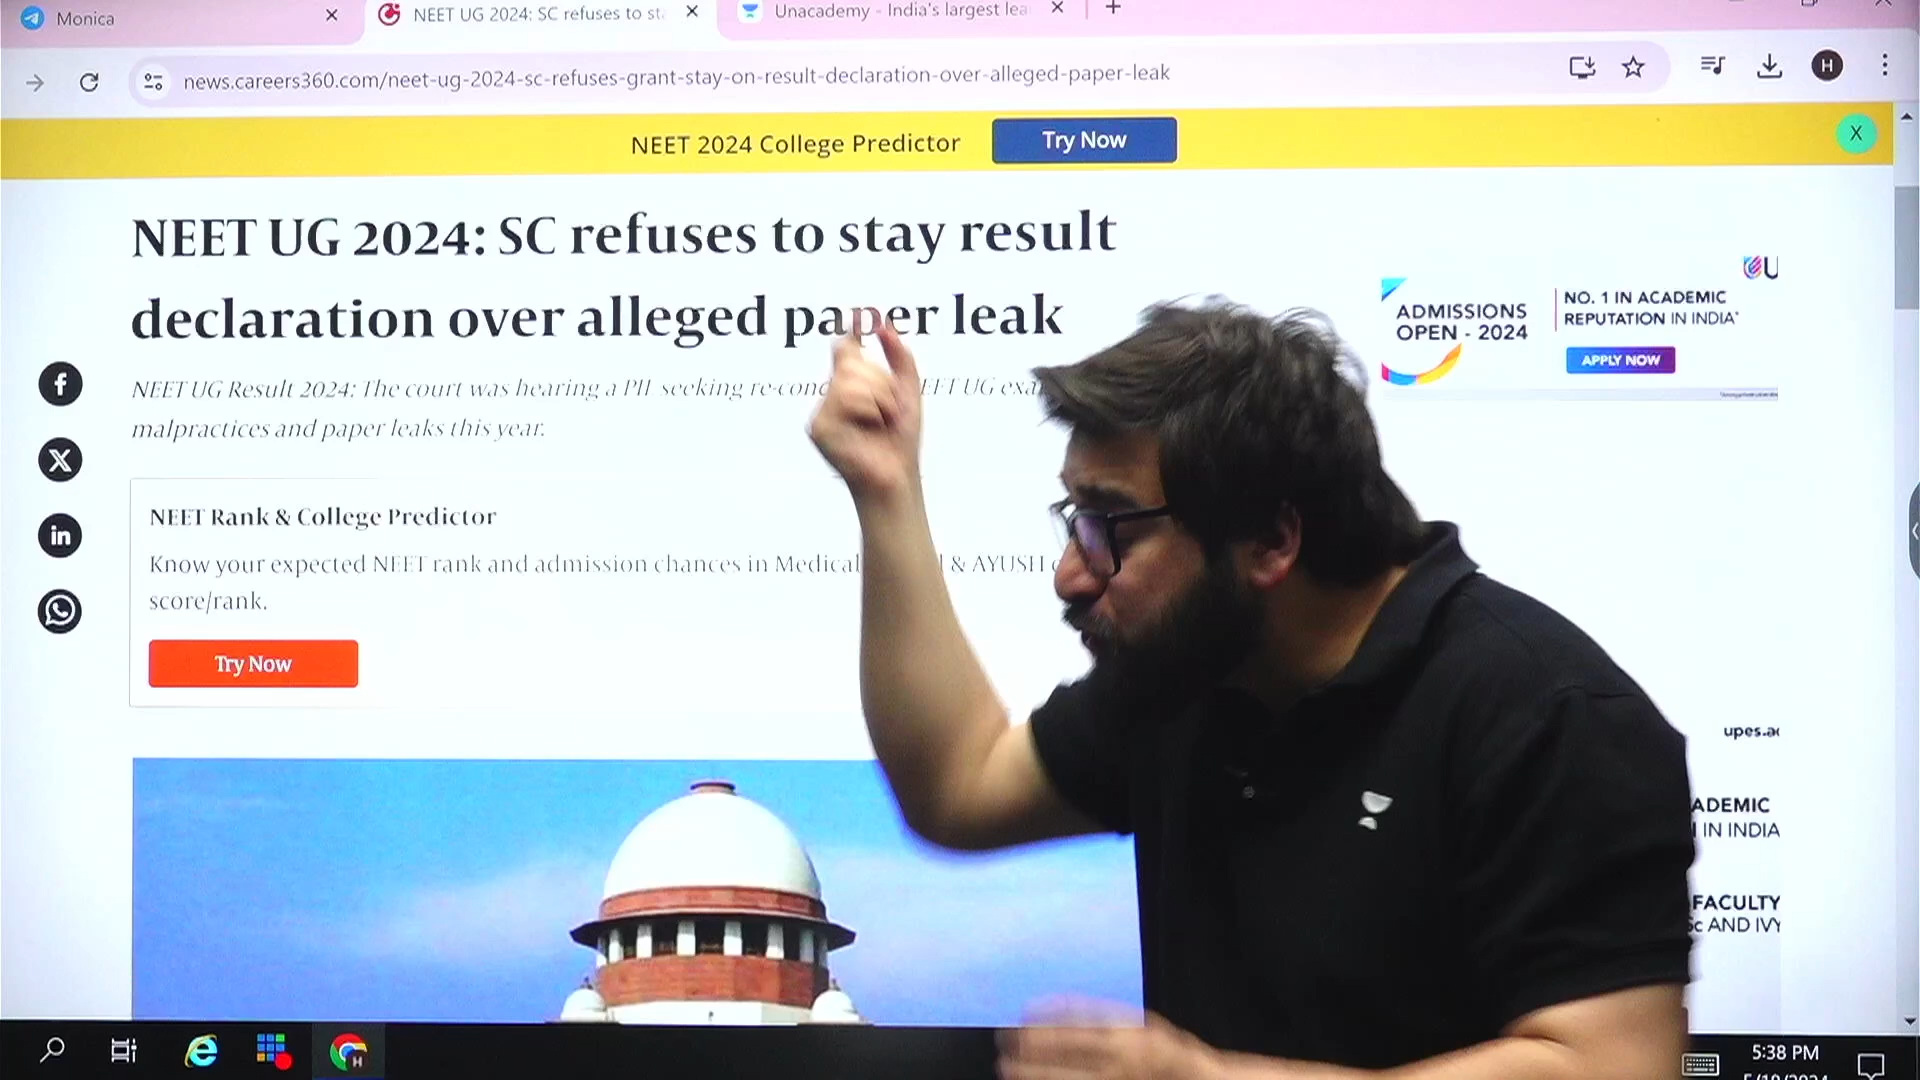 Monica
NEET UG 2024: SC refuses to sta
Unacademy - India's largest lea
news.careers360.com/neet-ug-2024-sc-refuses-grant-stay-on-result-declaration-over-alleged-paper-leak
H
NEET 2024 College Predictor
Try Now
X
NEET UG 2024: SC refuses to stay result
declaration over alleged paper leak
NEET UG Result 2024: The court was hearing a PIL seeking UG
malpractices and paper leaks this year.
NEET Rank & College Predictor
Know your expected NEET rank and admission chances in Medical & AYUSH
score/rank.
Try Now
ADMISSIONS
OPEN - 2024
NO. 1 IN ACADEMIC
REPUTATION IN INDIA*
APPLY NOW
U
upes.ac
ADEMIC
IN INDIA
FACULTY
AND IVY
H
5:38 PM